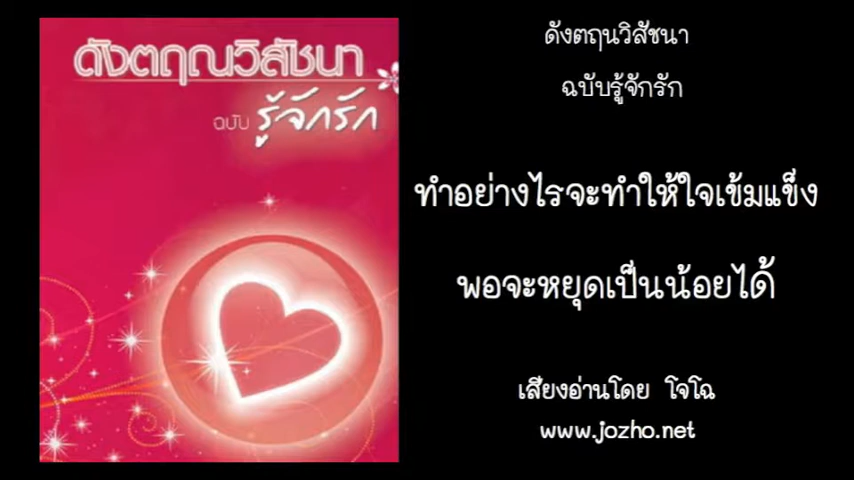 ดังตฤณวิสัชนา
ฉบับ รู้จักรัก
ดังตฤนวิสัชนา
ฉบับรู้จักรัก
ทำอย่างไรจะทำให้ใจเข้มแข็ง
พอจะหยุดเป็นน้อยได้
เสียงอ่านโดย โจโฉ
www.jozho.net